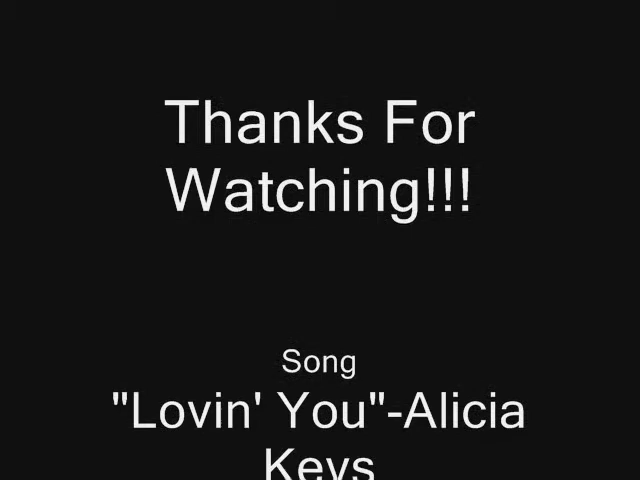 Thanks For
Watching!!!
Song
"Lovin' You"-Alicia
Keys